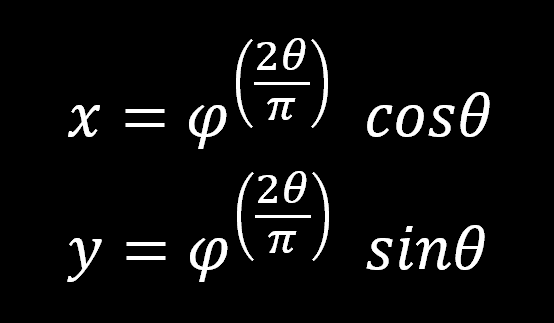 x = φ^(2θ/π) cosθ
y = φ^(2θ/π) sinθ